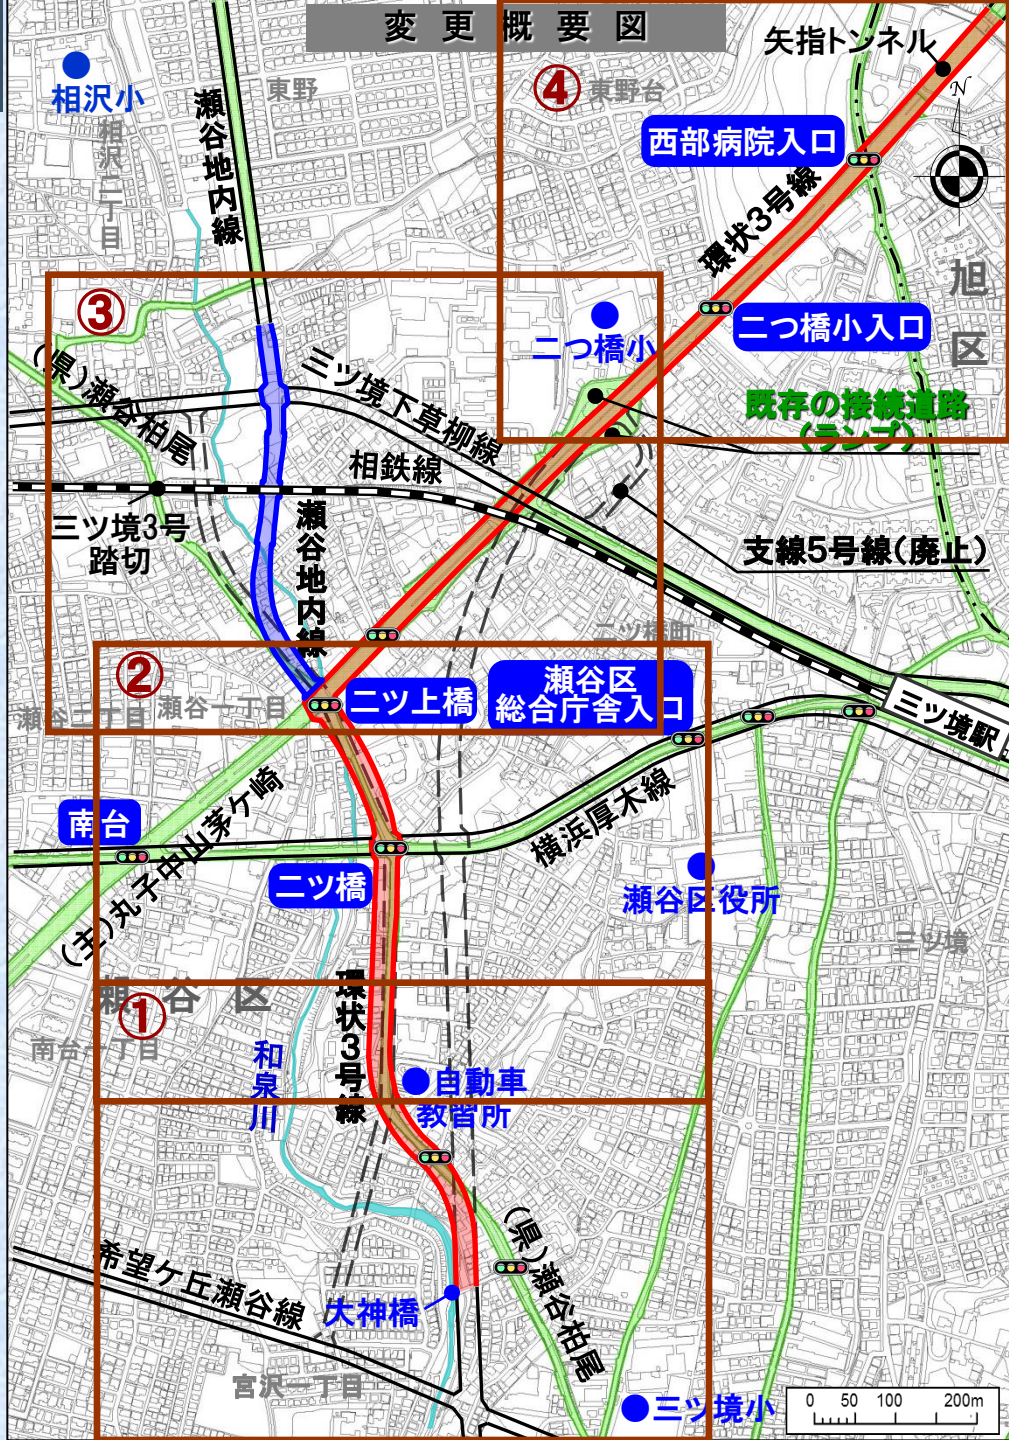 変更概要図
矢指トンネル
相沢小
東野
④
東野台
瀬谷地内線
相沢二丁目
N
西部病院入口
環状3号線
旭区
③
二つ橋小
二つ橋小入口
(県)瀬谷柏尾
三ツ境下草柳線
既存の接続道路
(ランプ)
相鉄線
三ツ境3号
踏切
瀬谷地内線
支線5号線(廃止)
二ツ橋町
②
瀬谷二丁目
瀬谷一丁目
二ツ上橋
瀬谷区
総合庁舎入口
三ツ境駅
南台
(主)丸子中山茅ケ崎
横浜厚木線
二ツ橋
瀬谷区役所
三ツ境
瀬谷区
①
南台一丁目
環状3号線
和泉川
自動車
教習所
(県)瀬谷柏尾
希望ケ丘瀬谷線
大神橋
宮沢一丁目
三ツ境小
0 50 100 200m